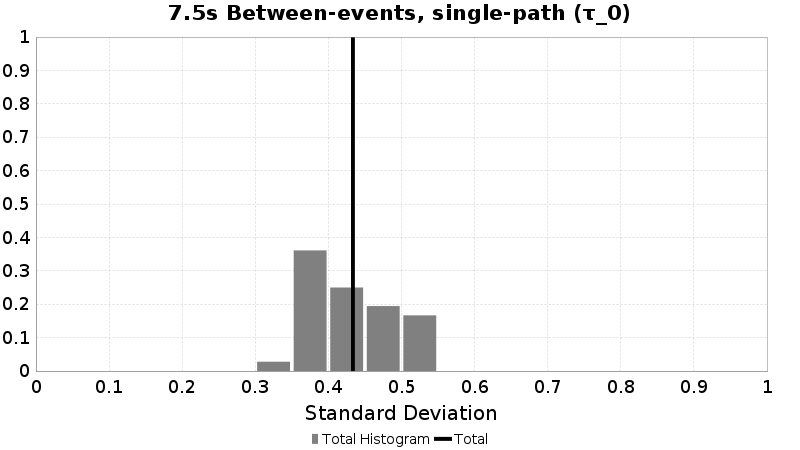 7.5s Between-events, single-path (τ_0)
1
0.9
0.8
0.7
0.6
0.5
0.4
0.3
0.2
0.1
0
0 0.1 0.2 0.3 0.4 0.5 0.6 0.7 0.8 0.9 1
Standard Deviation
Total Histogram Total